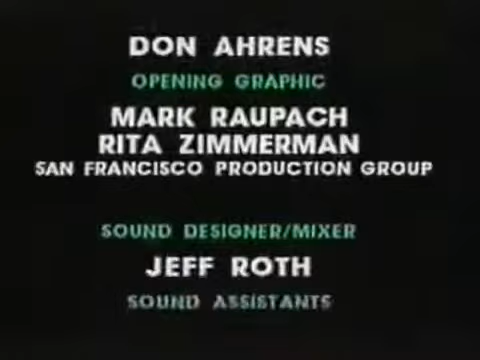 DON AHRENS
OPENING GRAPHIC
MARK RAUPACH
RITA ZIMMERMAN
SAN FRANCISCO PRODUCTION GROUP
SOUND DESIGNER/MIXER
JEFF ROTH
SOUND ASSISTANTS